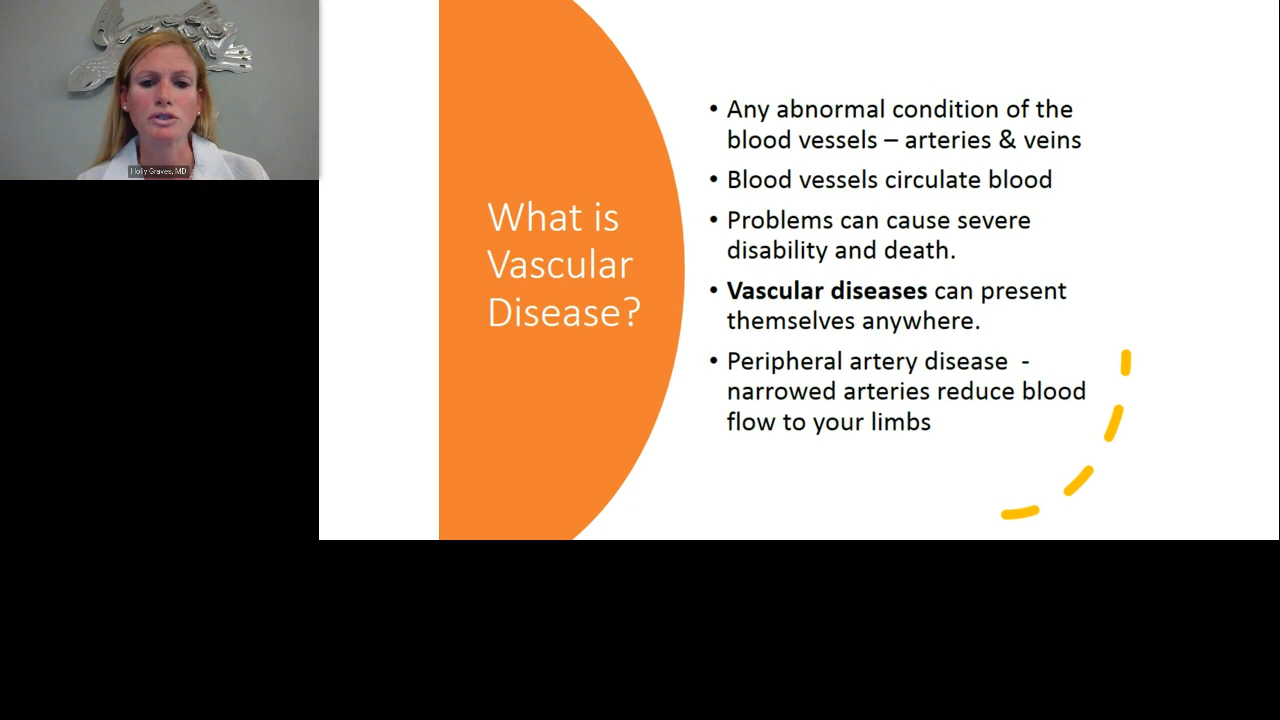 Holly Graves, MD
What is
Vascular
Disease?
• Any abnormal condition of the
blood vessels – arteries & veins
• Blood vessels circulate blood
• Problems can cause severe
disability and death.
• Vascular diseases can present
themselves anywhere.
• Peripheral artery disease  -
narrowed arteries reduce blood
flow to your limbs